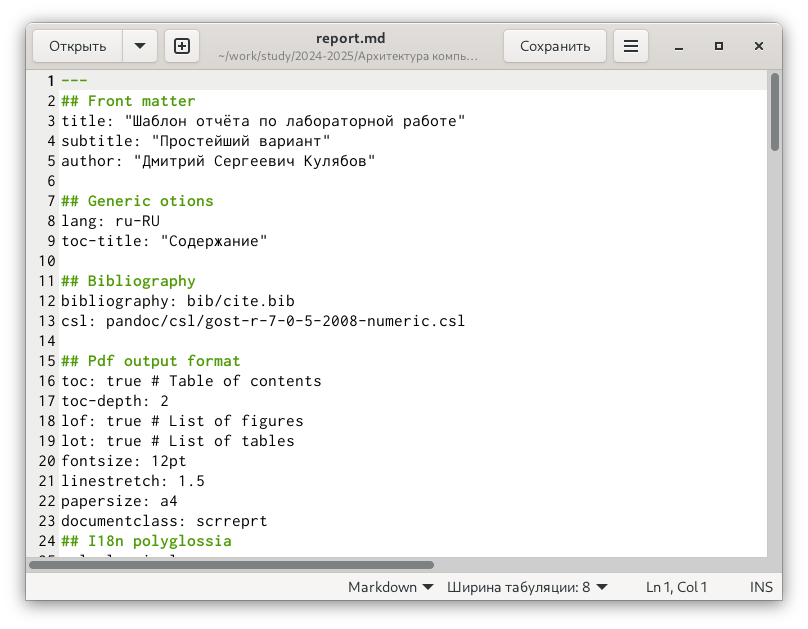 Открыть
report.md
~/work/study/2024-2025/Архитектура компь…
Сохранить
1 ---
2 ## Front matter
3 title: "Шаблон отчёта по лабораторной работе"
4 subtitle: "Простейший вариант"
5 author: "Дмитрий Сергеевич Кулябов"
6
7 ## Generic otions
8 lang: ru-RU
9 toc-title: "Содержание"
10
11 ## Bibliography
12 bibliography: bib/cite.bib
13 csl: pandoc/csl/gost-r-7-0-5-2008-numeric.csl
14
15 ## Pdf output format
16 toc: true # Table of contents
17 toc-depth: 2
18 lof: true # List of figures
19 lot: true # List of tables
20 fontsize: 12pt
21 linestretch: 1.5
22 papersize: a4
23 documentclass: scrreprt
24 ## I18n polyglossia
Markdown Ширина табуляции: 8 Ln 1, Col 1 INS